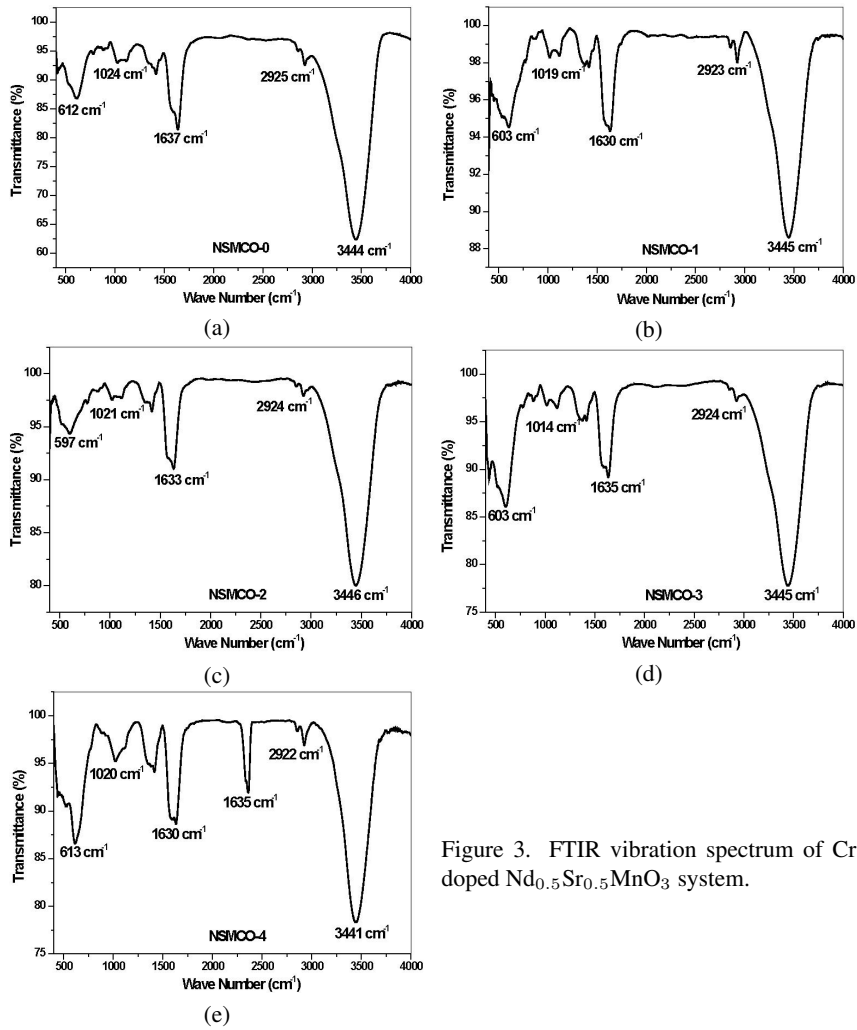 100
95
90
85
80
75
70
65
60
Transmittance (%)
612 cm⁻¹
1024 cm⁻¹
1637 cm⁻¹
2925 cm⁻¹
3444 cm⁻¹
NSMCO-0
500 1000 1500 2000 2500 3000 3500 4000
Wave Number (cm⁻¹)
(a)
100
98
96
94
92
90
88
Transmittance (%)
603 cm⁻¹
1019 cm⁻¹
1630 cm⁻¹
2923 cm⁻¹
3445 cm⁻¹
NSMCO-1
500 1000 1500 2000 2500 3000 3500 4000
Wave Number (cm⁻¹)
(b)
100
95
90
85
80
Transmittance (%)
597 cm⁻¹
1021 cm⁻¹
1633 cm⁻¹
2924 cm⁻¹
3446 cm⁻¹
NSMCO-2
500 1000 1500 2000 2500 3000 3500 4000
Wave Number (cm⁻¹)
(c)
100
95
90
85
80
75
Transmittance (%)
603 cm⁻¹
1014 cm⁻¹
1635 cm⁻¹
2924 cm⁻¹
3445 cm⁻¹
NSMCO-3
500 1000 1500 2000 2500 3000 3500 4000
Wave Number (cm⁻¹)
(d)
100
95
90
85
80
75
Transmittance (%)
613 cm⁻¹
1020 cm⁻¹
1630 cm⁻¹
1635 cm⁻¹
2922 cm⁻¹
3441 cm⁻¹
NSMCO-4
500 1000 1500 2000 2500 3000 3500 4000
Wave Number (cm⁻¹)
(e)
Figure 3. FTIR vibration spectrum of Cr
doped Nd₀.₅Sr₀.₅MnO₃ system.